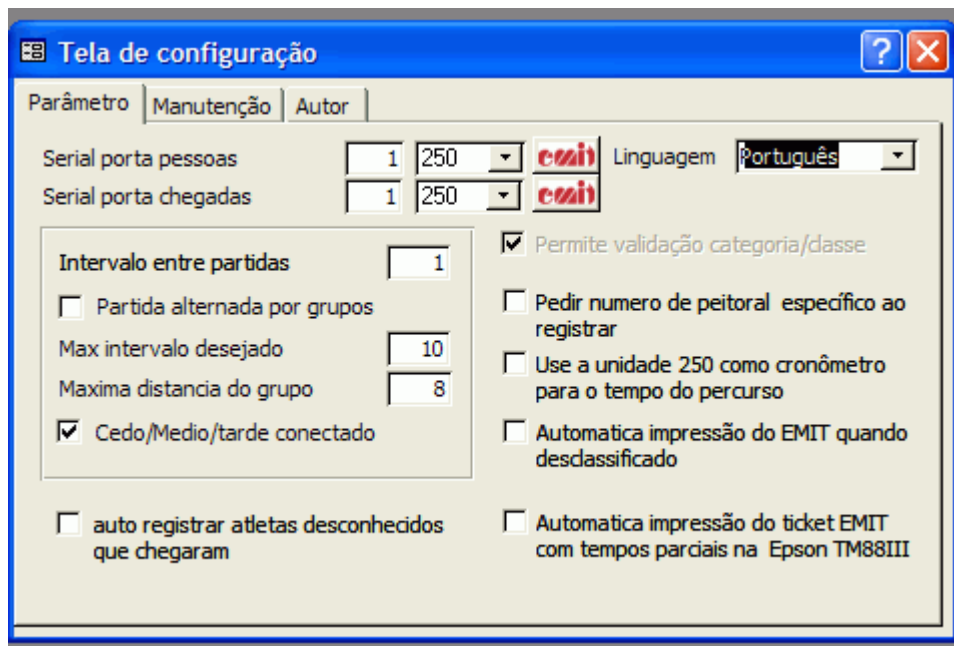 Tela de configuração
Parâmetro Manutenção Autor
Serial porta pessoas 1 250 emit Linguagem Português
Serial porta chegadas 1 250 emit
Permite validação categoria/classe
Intervalo entre partidas 1
Partida alternada por grupos
Pedir numero de peitoral específico ao
registrar
Max intervalo desejado 10
Use a unidade 250 como cronômetro
para o tempo do percurso
Maxima distancia do grupo 8
Cedo/Medio/tarde conectado
Automatica impressão do EMIT quando
desclassificado
auto registrar atletas desconhecidos
que chegaram
Automatica impressão do ticket EMIT
com tempos parciais na Epson TM88III